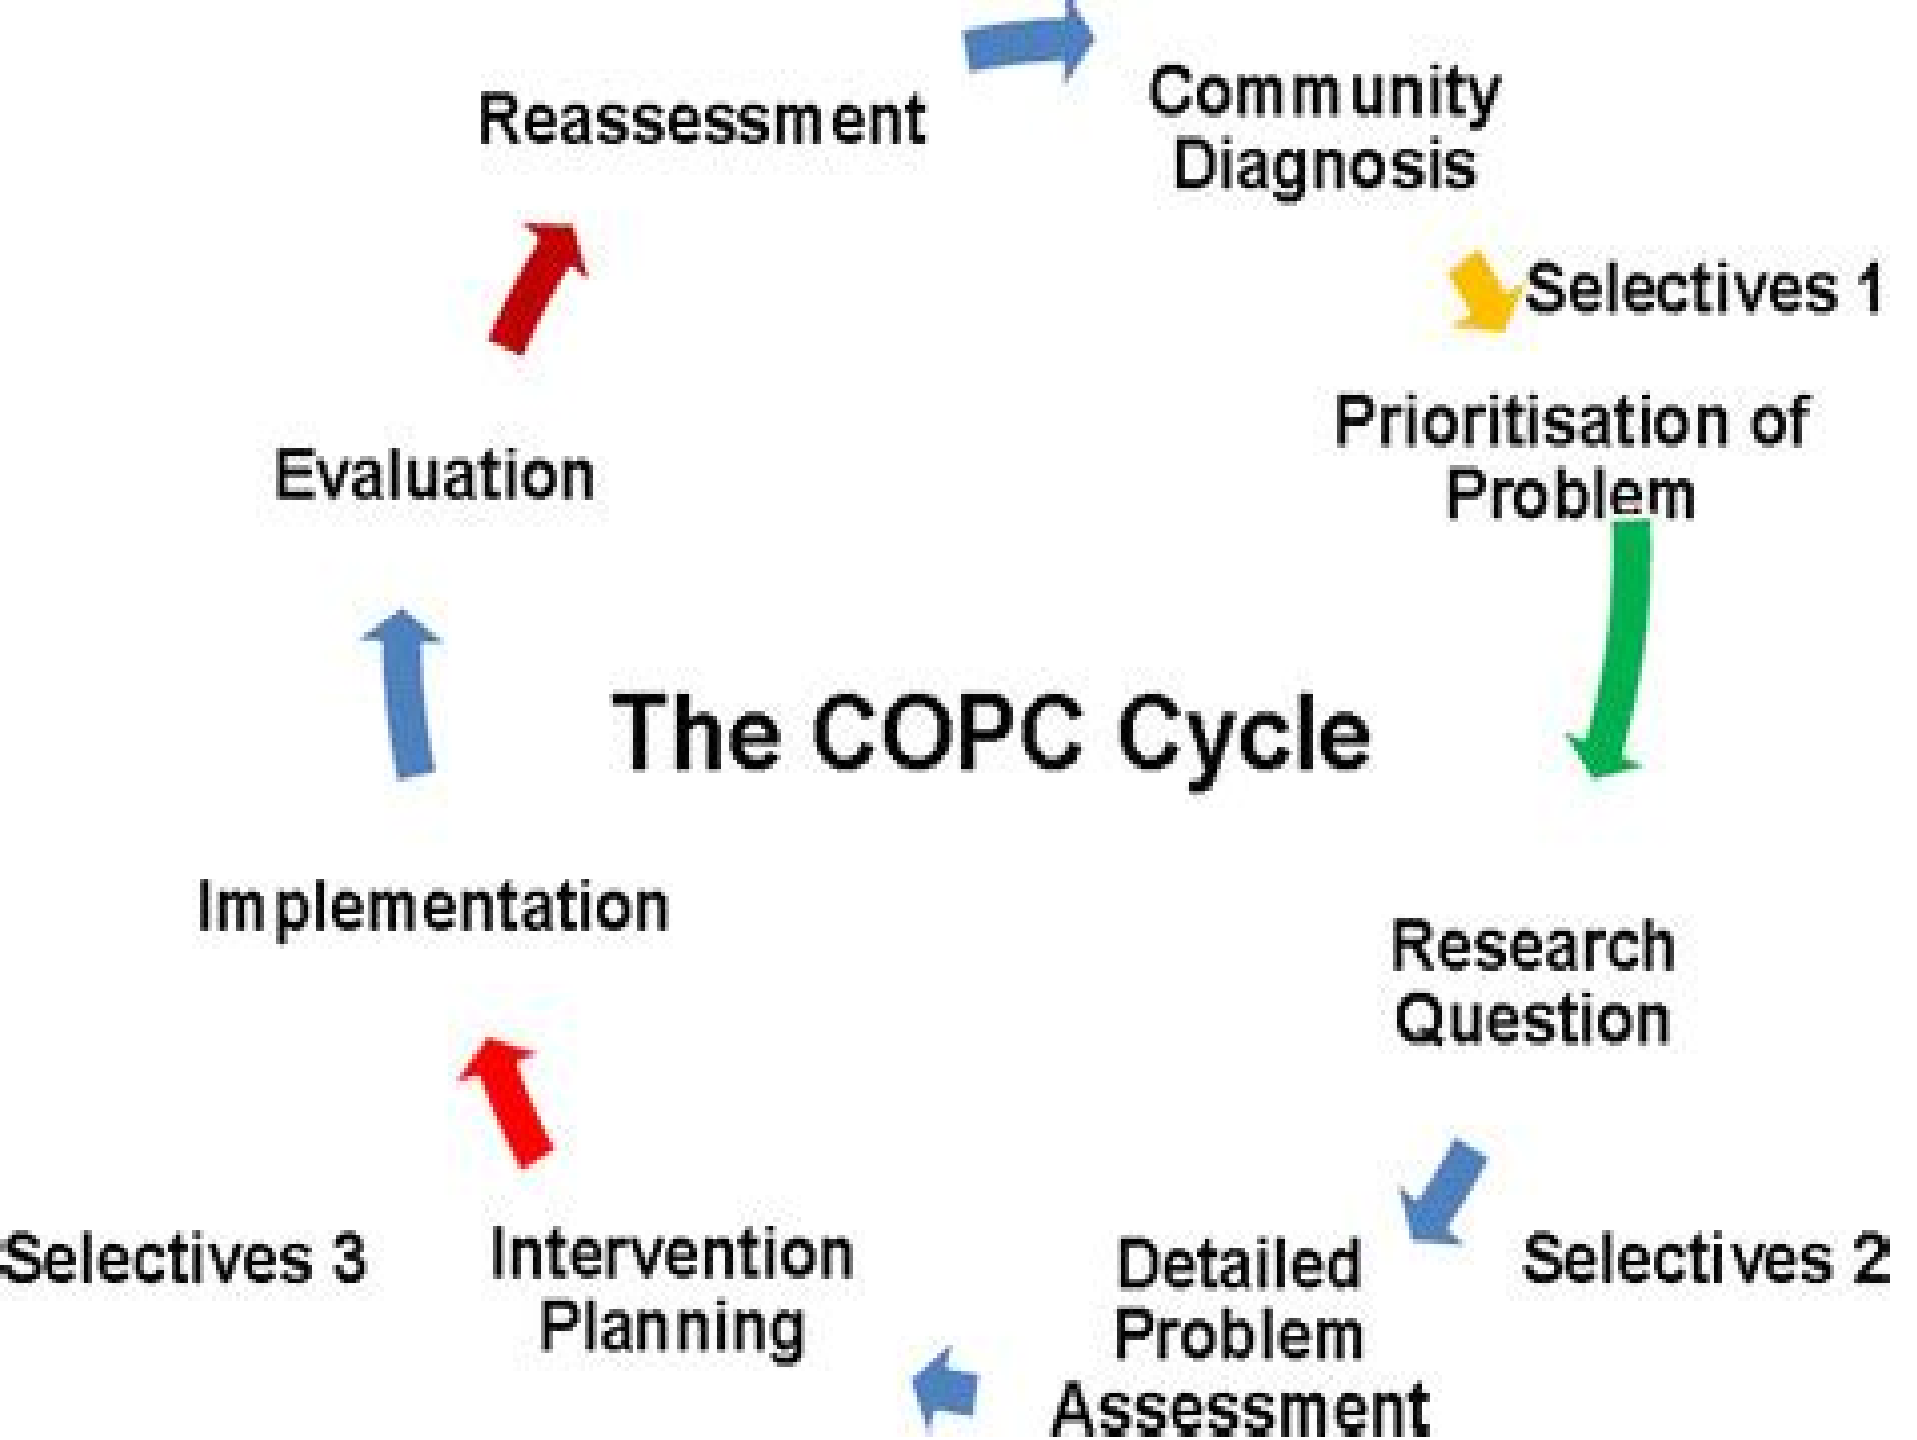 Reassessment
Community
Diagnosis
Selectives 1
Prioritisation of
Problem
Evaluation
The COPC Cycle
Implementation
Research
Question
Selectives 3
Intervention
Planning
Detailed
Problem
Assessment
Selectives 2